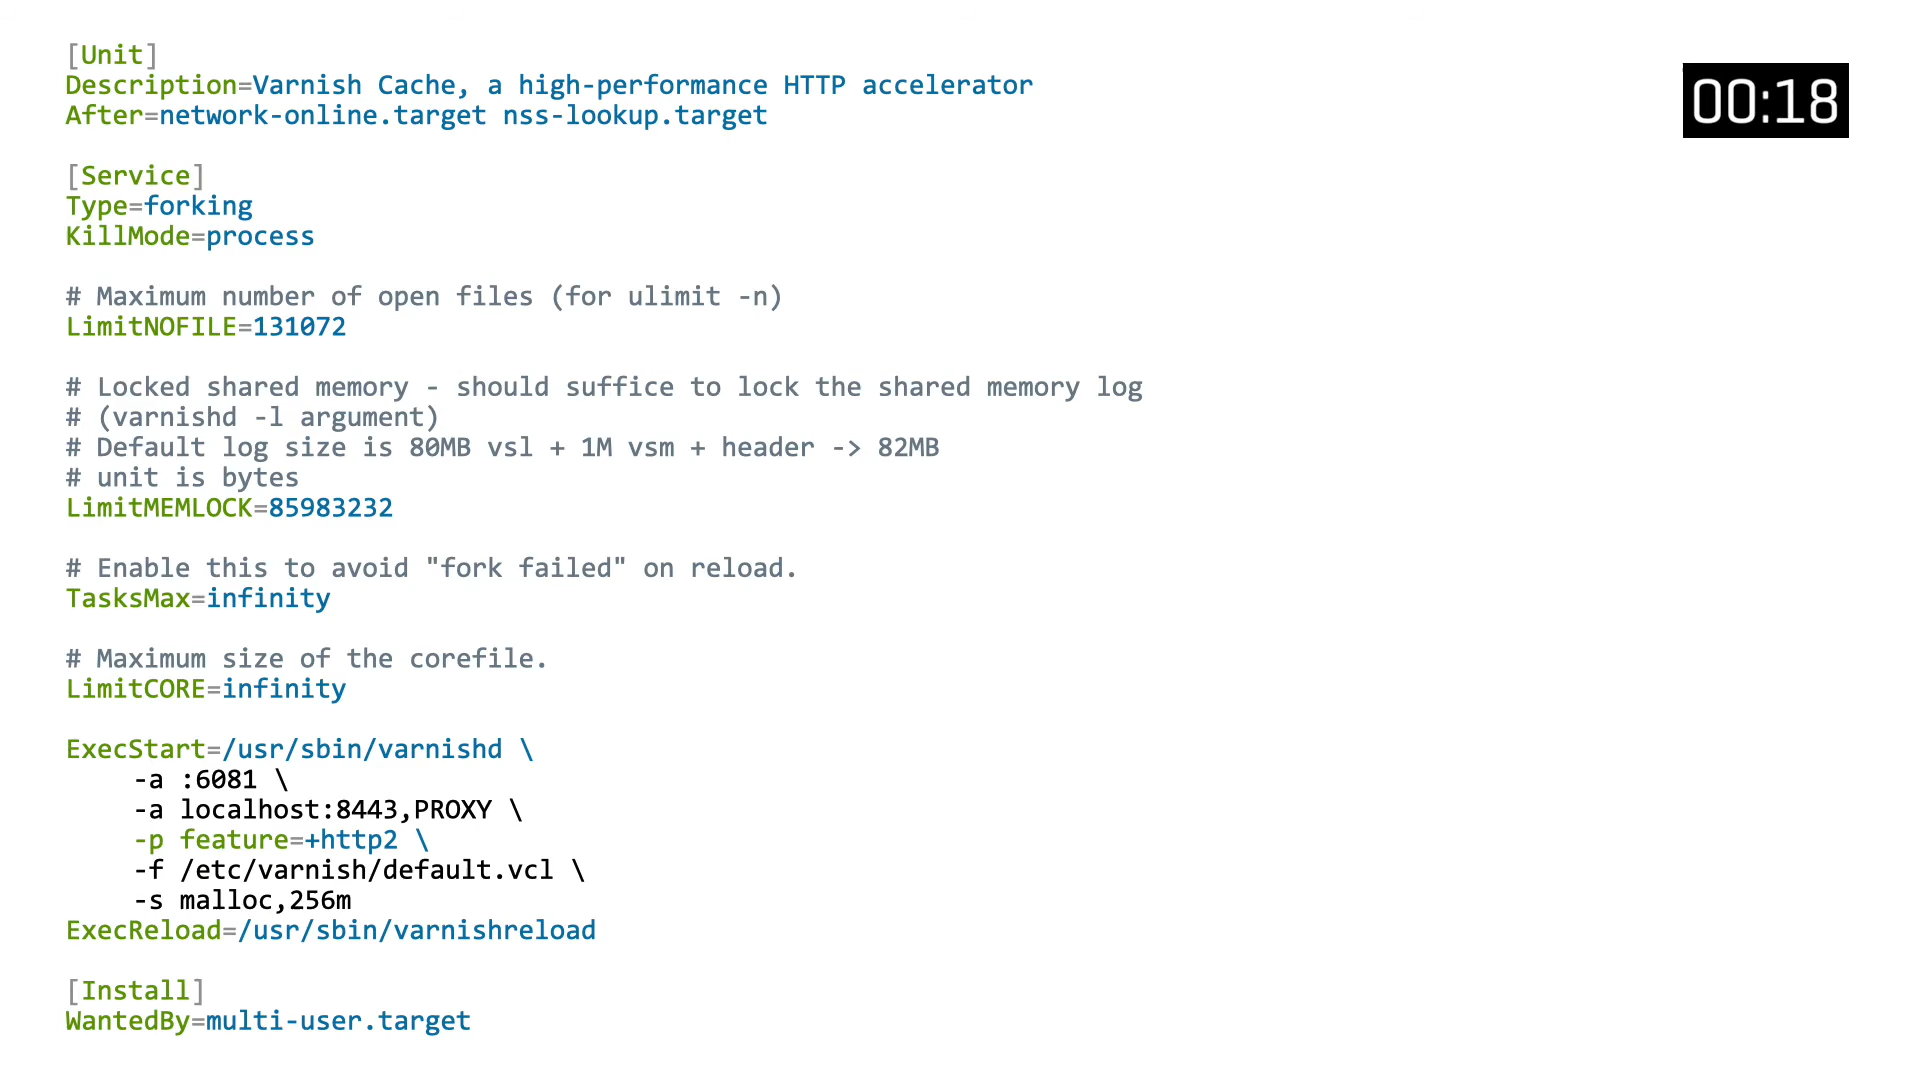 [Unit]
Description=Varnish Cache, a high-performance HTTP accelerator
After=network-online.target nss-lookup.target
00:18
[Service]
Type=forking
KillMode=process
# Maximum number of open files (for ulimit -n)
LimitNOFILE=131072
# Locked shared memory - should suffice to lock the shared memory log
# (varnishd -l argument)
# Default log size is 80MB vsl + 1M vsm + header -> 82MB
# unit is bytes
LimitMEMLOCK=85983232
# Enable this to avoid "fork failed" on reload.
TasksMax=infinity
# Maximum size of the corefile.
LimitCORE=infinity
ExecStart=/usr/sbin/varnishd \
-a :6081 \
-a localhost:8443,PROXY \
-p feature=+http2 \
-f /etc/varnish/default.vcl \
-s malloc,256m
ExecReload=/usr/sbin/varnishreload
[Install]
WantedBy=multi-user.target